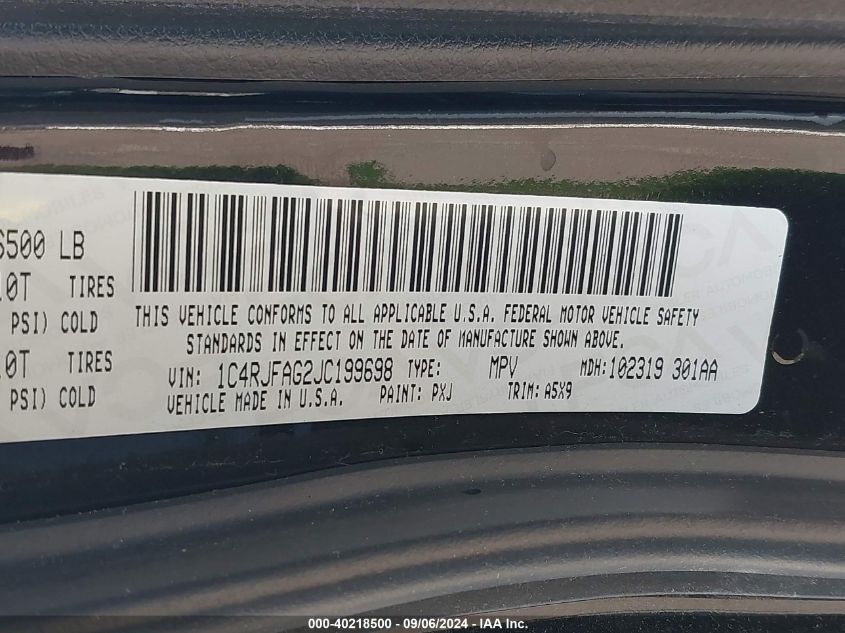 6500 LB
.0T TIRES
PSI) COLD
.0T TIRES
PSI) COLD
THIS VEHICLE CONFORMS TO ALL APPLICABLE U.S.A. FEDERAL MOTOR VEHICLE SAFETY
STANDARDS IN EFFECT ON THE DATE OF MANUFACTURE SHOWN ABOVE.
VIN: 1C4RJFAG2JC199698 TYPE: MPV MDH:102319 301AA
VEHICLE MADE IN U.S.A. PAINT: PXJ TRIM: A5X9
000-40218500 - 09/06/2024 - IAA Inc.